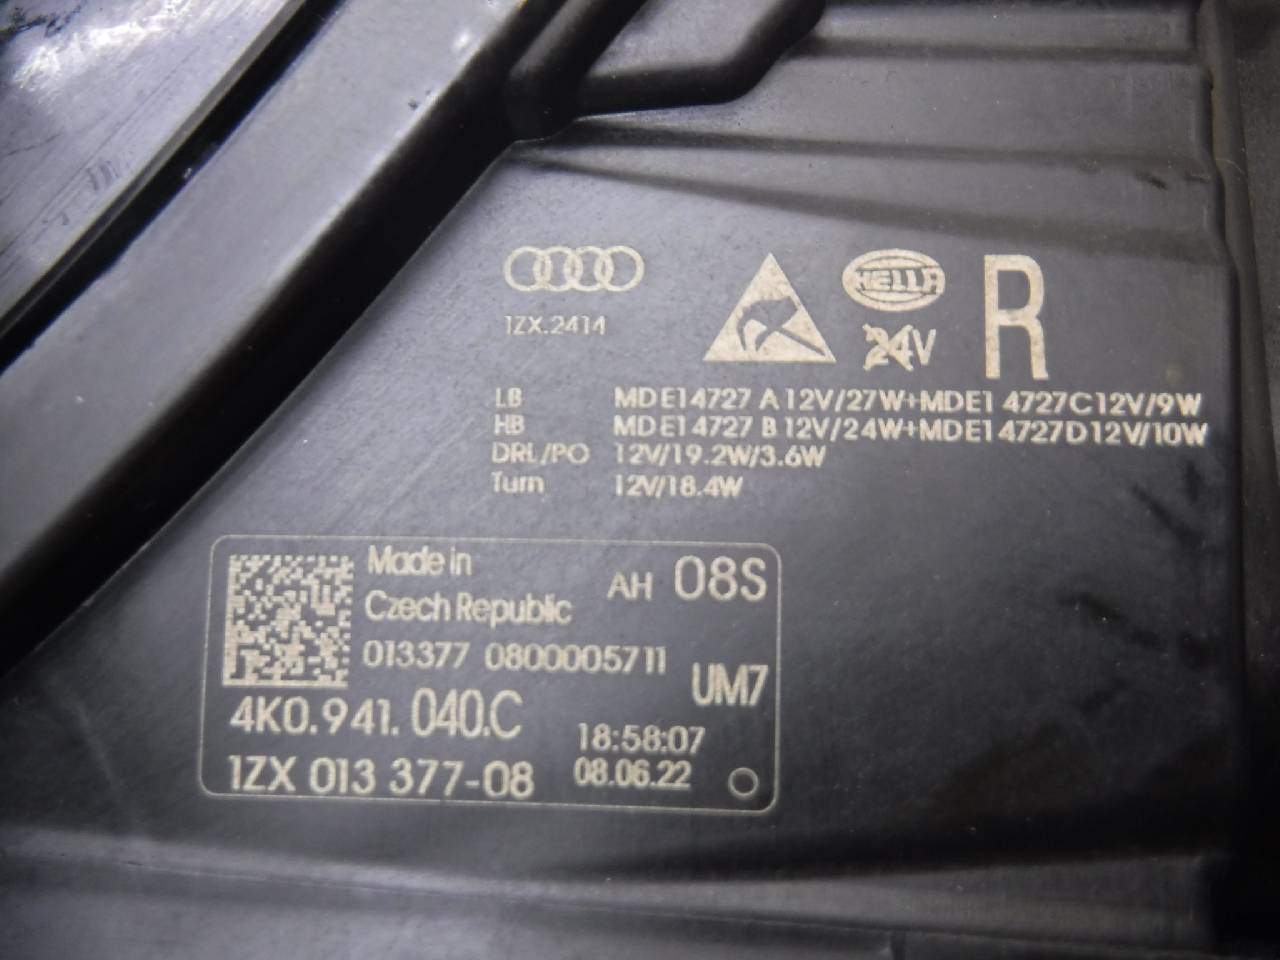 1ZX.2414
HELLA
24V
R
LB MDE14727 A 12V/27W+MDE1 4727C12V/9W
HB MDE14727 B 12V/24W+MDE14727D12V/10W
DRL/PO 12V/19.2W/3.6W
Turn 12V/18.4W
Made in
Czech Republic
AH 08S
013377 0800005711
UM7
4K0.941.040.C
18:58:07
1ZX 013 377-08
08.06.22